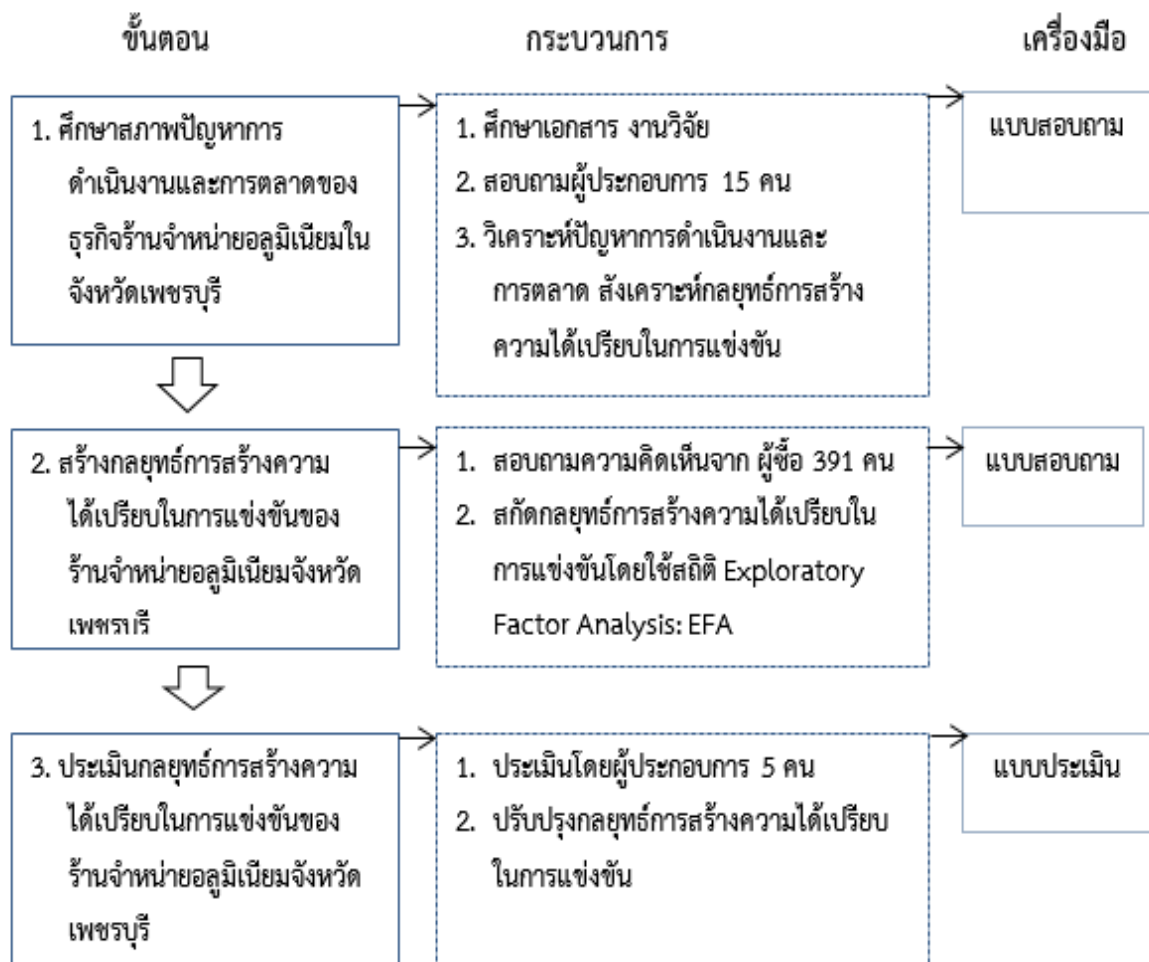 ขั้นตอน
กระบวนการ
เครื่องมือ
1. ศึกษาสภาพปัญหาการ
ดำเนินงานและการตลาดของ
ธุรกิจร้านจำหน่ายอลูมิเนียมใน
จังหวัดเพชรบุรี
1. ศึกษาเอกสาร งานวิจัย
2. สอบถามผู้ประกอบการ 15 คน
3. วิเคราะห์ปัญหาการดำเนินงานและ
การตลาด สังเคราะห์กลยุทธ์การสร้าง
ความได้เปรียบในการแข่งขัน
แบบสอบถาม
2. สร้างกลยุทธ์การสร้างความ
ได้เปรียบในการแข่งขันของ
ร้านจำหน่ายอลูมิเนียมจังหวัด
เพชรบุรี
1. สอบถามความคิดเห็นจาก ผู้ซื้อ 391 คน
2. สกัดกลยุทธ์การสร้างความได้เปรียบใน
การแข่งขันโดยใช้สถิติ Exploratory
Factor Analysis: EFA
แบบสอบถาม
3. ประเมินกลยุทธ์การสร้างความ
ได้เปรียบในการแข่งขันของ
ร้านจำหน่ายอลูมิเนียมจังหวัด
เพชรบุรี
1. ประเมินโดยผู้ประกอบการ 5 คน
2. ปรับปรุงกลยุทธ์การสร้างความได้เปรียบ
ในการแข่งขัน
แบบประเมิน